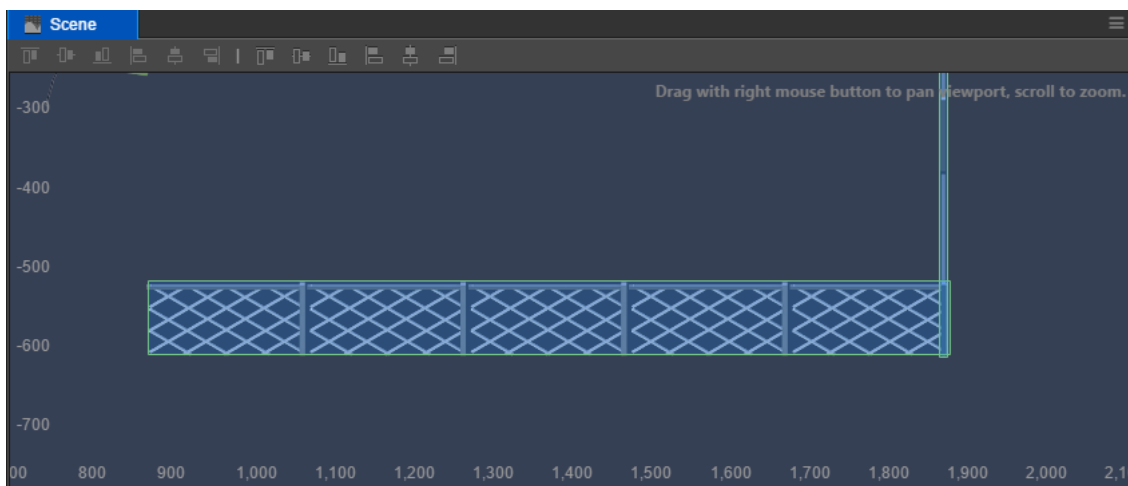 Scene
Drag with right mouse button to pan viewport, scroll to zoom.
-300
-400
-500
-600
-700
00 800 900 1,000 1,100 1,200 1,300 1,400 1,500 1,600 1,700 1,800 1,900 2,000 2,1